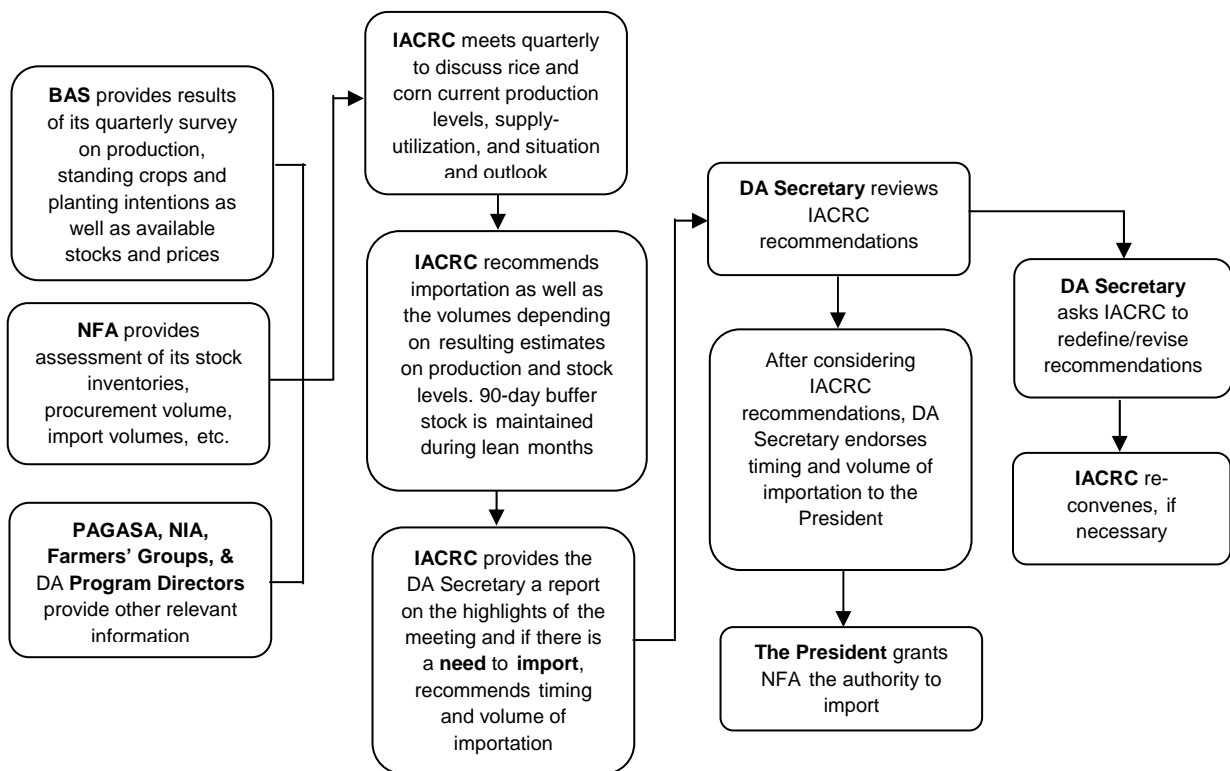 BAS provides results
of its quarterly survey
on production,
standing crops and
planting intentions as
well as available
stocks and prices
NFA provides
assessment of its stock
inventories,
procurement volume,
import volumes, etc.
PAGASA, NIA,
Farmers’ Groups, &
DA Program Directors
provide other relevant
information
IACRC meets quarterly
to discuss rice and
corn current production
levels, supply-
utilization, and situation
and outlook
IACRC recommends
importation as well as
the volumes depending
on resulting estimates
on production and stock
levels. 90-day buffer
stock is maintained
during lean months
IACRC provides the
DA Secretary a report
on the highlights of the
meeting and if there is
a need to import,
recommends timing
and volume of
importation
DA Secretary reviews
IACRC
recommendations
After considering
IACRC
recommendations, DA
Secretary endorses
timing and volume of
importation to the
President
The President grants
NFA the authority to
import
DA Secretary
asks IACRC to
redefine/revise
recommendations
IACRC re-
convenes, if
necessary